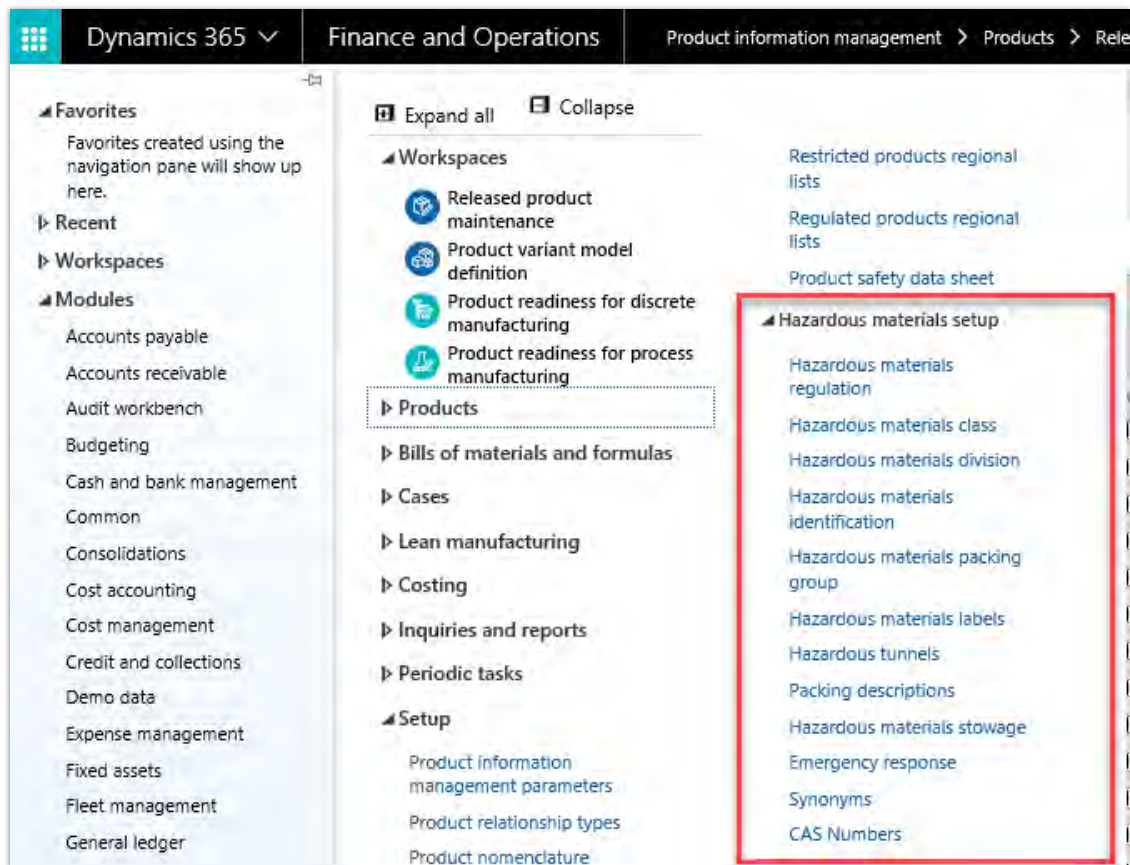 Dynamics 365
Finance and Operations
Product information management > Products > Rele
Favorites
Favorites created using the
navigation pane will show up
here.
Recent
Workspaces
Modules
Accounts payable
Accounts receivable
Audit workbench
Budgeting
Cash and bank management
Common
Consolidations
Cost accounting
Cost management
Credit and collections
Demo data
Expense management
Fixed assets
Fleet management
General ledger
Expand all
Collapse
Workspaces
Released product
maintenance
Product variant model
definition
Product readiness for discrete
manufacturing
Product readiness for process
manufacturing
Products
Bills of materials and formulas
Cases
Lean manufacturing
Costing
Inquiries and reports
Periodic tasks
Setup
Product information
management parameters
Product relationship types
Product nomenclature
Restricted products regional
lists
Regulated products regional
lists
Product safety data sheet
Hazardous materials setup
Hazardous materials
regulation
Hazardous materials class
Hazardous materials division
Hazardous materials
identification
Hazardous materials packing
group
Hazardous materials labels
Hazardous tunnels
Packing descriptions
Hazardous materials stowage
Emergency response
Synonyms
CAS Numbers